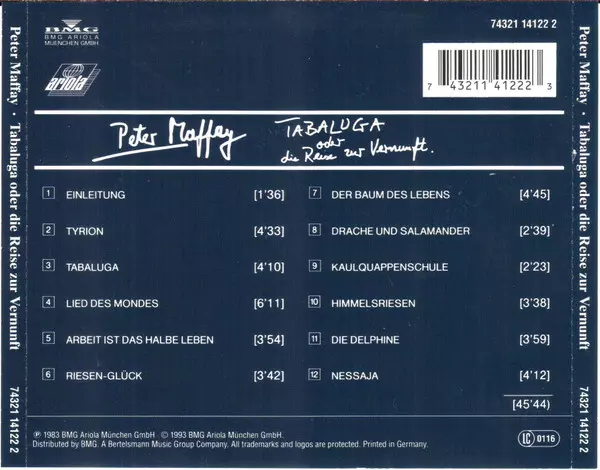 Peter Maffay · Tabaluga oder die Reise zur Vernunft 74321 14122 2
BMG
BMG ARIOLA
MUENCHEN GMBH
ariola
74321 14122 2
7 43211 41222 3
Peter Maffay TABALUGA
oder
die Reise zur Vernunft.
1 EINLEITUNG [1'36]
2 TYRION [4'33]
3 TABALUGA [4'10]
4 LIED DES MONDES [6'11]
5 ARBEIT IST DAS HALBE LEBEN [3'54]
6 RIESEN-GLÜCK [3'42]
7 DER BAUM DES LEBENS [4'45]
8 DRACHE UND SALAMANDER [2'39]
9 KAULQUAPPENSCHULE [2'23]
10 HIMMELSRIESEN [3'38]
11 DIE DELPHINE [3'59]
12 NESSAJA [4'12]
[45'44]
℗ 1983 BMG Ariola München GmbH © 1993 BMG Ariola München GmbH.
Distributed by BMG. A Bertelsmann Music Group Company. All trademarks and logos are protected. Printed in Germany.
LC 0116
Peter Maffay · Tabaluga oder die Reise zur Vernunft 74321 14122 2